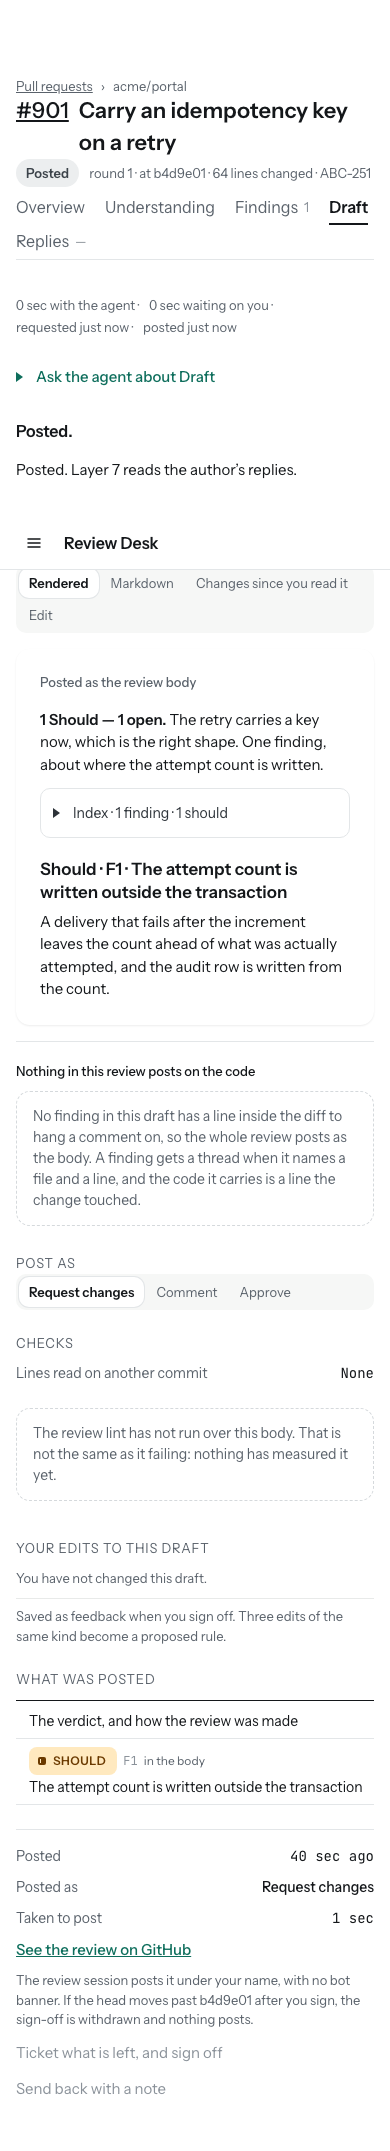 Pull requests › acme/portal
#901 Carry an idempotency key
on a retry
Posted round 1 · at b4d9e01 · 64 lines changed · ABC-251
Overview Understanding Findings 1 Draft
Replies —
0 sec with the agent · 0 sec waiting on you ·
requested just now · posted just now
Ask the agent about Draft
Posted.
Posted. Layer 7 reads the author’s replies.
Review Desk
Rendered Markdown Changes since you read it
Edit
Posted as the review body
1 Should — 1 open. The retry carries a key
now, which is the right shape. One finding,
about where the attempt count is written.
Index · 1 finding · 1 should
Should · F1 · The attempt count is
written outside the transaction
A delivery that fails after the increment
leaves the count ahead of what was actually
attempted, and the audit row is written from
the count.
Nothing in this review posts on the code
No finding in this draft has a line inside the diff to
hang a comment on, so the whole review posts as
the body. A finding gets a thread when it names a
file and a line, and the code it carries is a line the
change touched.
POST AS
Request changes Comment Approve
CHECKS
Lines read on another commit None
The review lint has not run over this body. That is
not the same as it failing: nothing has measured it
yet.
YOUR EDITS TO THIS DRAFT
You have not changed this draft.
Saved as feedback when you sign off. Three edits of the
same kind become a proposed rule.
WHAT WAS POSTED
The verdict, and how the review was made
SHOULD F1 in the body
The attempt count is written outside the transaction
Posted 40 sec ago
Posted as Request changes
Taken to post 1 sec
See the review on GitHub
The review session posts it under your name, with no bot
banner. If the head moves past b4d9e01 after you sign, the
sign-off is withdrawn and nothing posts.
Ticket what is left, and sign off
Send back with a note